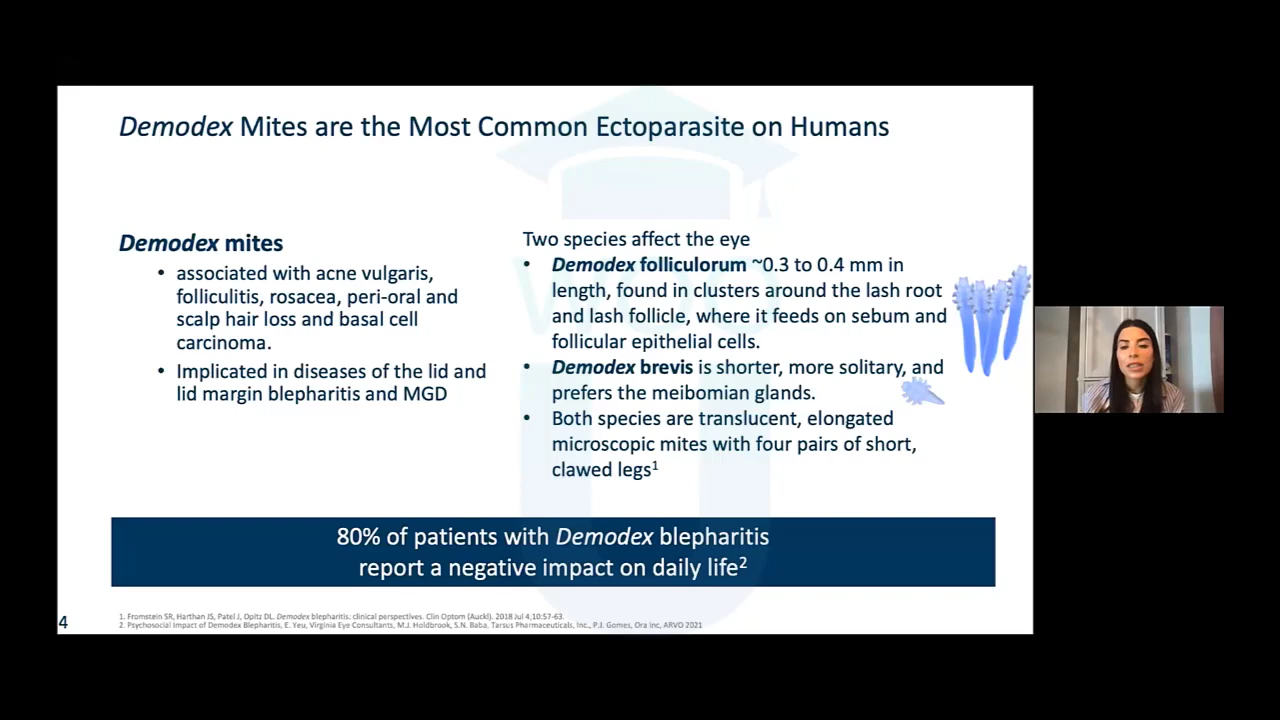 Demodex Mites are the Most Common Ectoparasite on Humans
Demodex mites
• associated with acne vulgaris,
folliculitis, rosacea, peri-oral and
scalp hair loss and basal cell
carcinoma.
• Implicated in diseases of the lid and
lid margin blepharitis and MGD
Two species affect the eye
• Demodex folliculorum ~0.3 to 0.4 mm in
length, found in clusters around the lash root
and lash follicle, where it feeds on sebum and
follicular epithelial cells.
• Demodex brevis is shorter, more solitary, and
prefers the meibomian glands.
• Both species are translucent, elongated
microscopic mites with four pairs of short,
clawed legs1
80% of patients with Demodex blepharitis
report a negative impact on daily life2
1. Fromstein SR, Harthan JS, Patel J, Opitz DL. Demodex blepharitis: clinical perspectives. Clin Optom (Auckl). 2018 Jul 4;10:57-63.
2. Psychosocial Impact of Demodex Blepharitis, E. Yeu, Virginia Eye Consultants, M.J. Holdbrook, S.N. Baba, Tarsus Pharmaceuticals, Inc., P.J. Gomes, Ora Inc, ARVO 2021
4